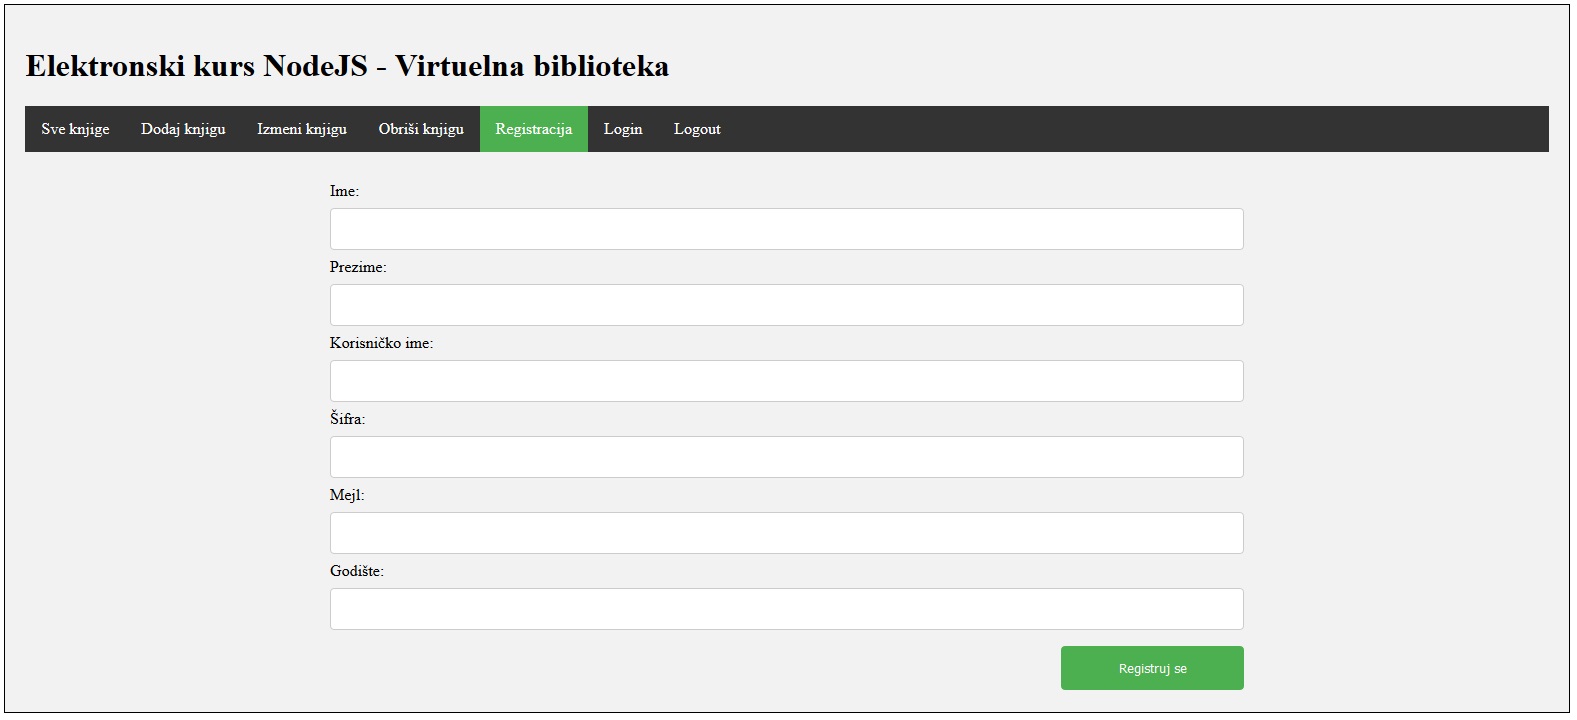 Elektronski kurs NodeJS - Virtuelna biblioteka
Sve knjige Dodaj knjigu Izmeni knjigu Obriši knjigu Registracija Login Logout
Ime:
Prezime:
Korisničko ime:
Šifra:
Mejl:
Godište:
Registruj se